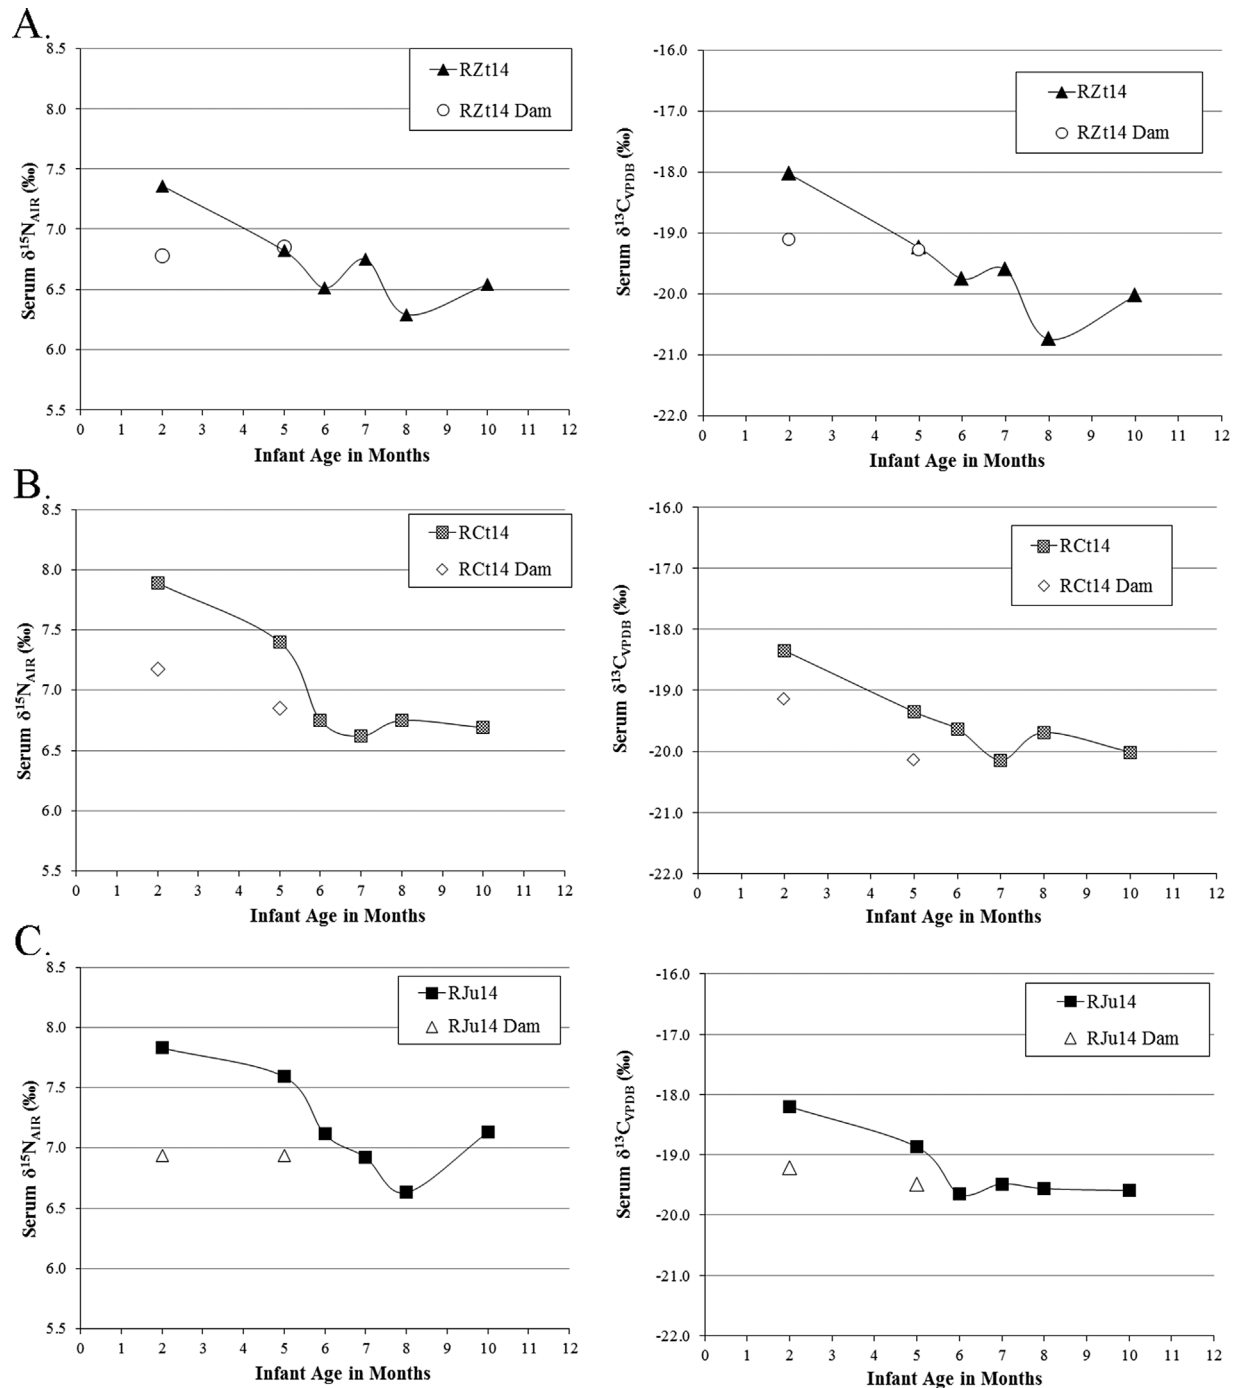 A.
8.5
8.0
7.5
7.0
6.5
6.0
5.5
Serum δ15NAIR (‰)
RZt14
RZt14 Dam
0 1 2 3 4 5 6 7 8 9 10 11 12
Infant Age in Months
-16.0
-17.0
-18.0
-19.0
-20.0
-21.0
-22.0
Serum δ13CVPDB (‰)
RZt14
RZt14 Dam
0 1 2 3 4 5 6 7 8 9 10 11 12
Infant Age in Months
B.
8.5
8.0
7.5
7.0
6.5
6.0
5.5
Serum δ15NAIR (‰)
RCt14
RCt14 Dam
0 1 2 3 4 5 6 7 8 9 10 11 12
Infant Age in Months
-16.0
-17.0
-18.0
-19.0
-20.0
-21.0
-22.0
Serum δ13CVPDB (‰)
RCt14
RCt14 Dam
0 1 2 3 4 5 6 7 8 9 10 11 12
Infant Age in Months
C.
8.5
8.0
7.5
7.0
6.5
6.0
5.5
Serum δ15NAIR (‰)
RJu14
RJu14 Dam
0 1 2 3 4 5 6 7 8 9 10 11 12
Infant Age in Months
-16.0
-17.0
-18.0
-19.0
-20.0
-21.0
-22.0
Serum δ13CVPDB (‰)
RJu14
RJu14 Dam
0 1 2 3 4 5 6 7 8 9 10 11 12
Infant Age in Months